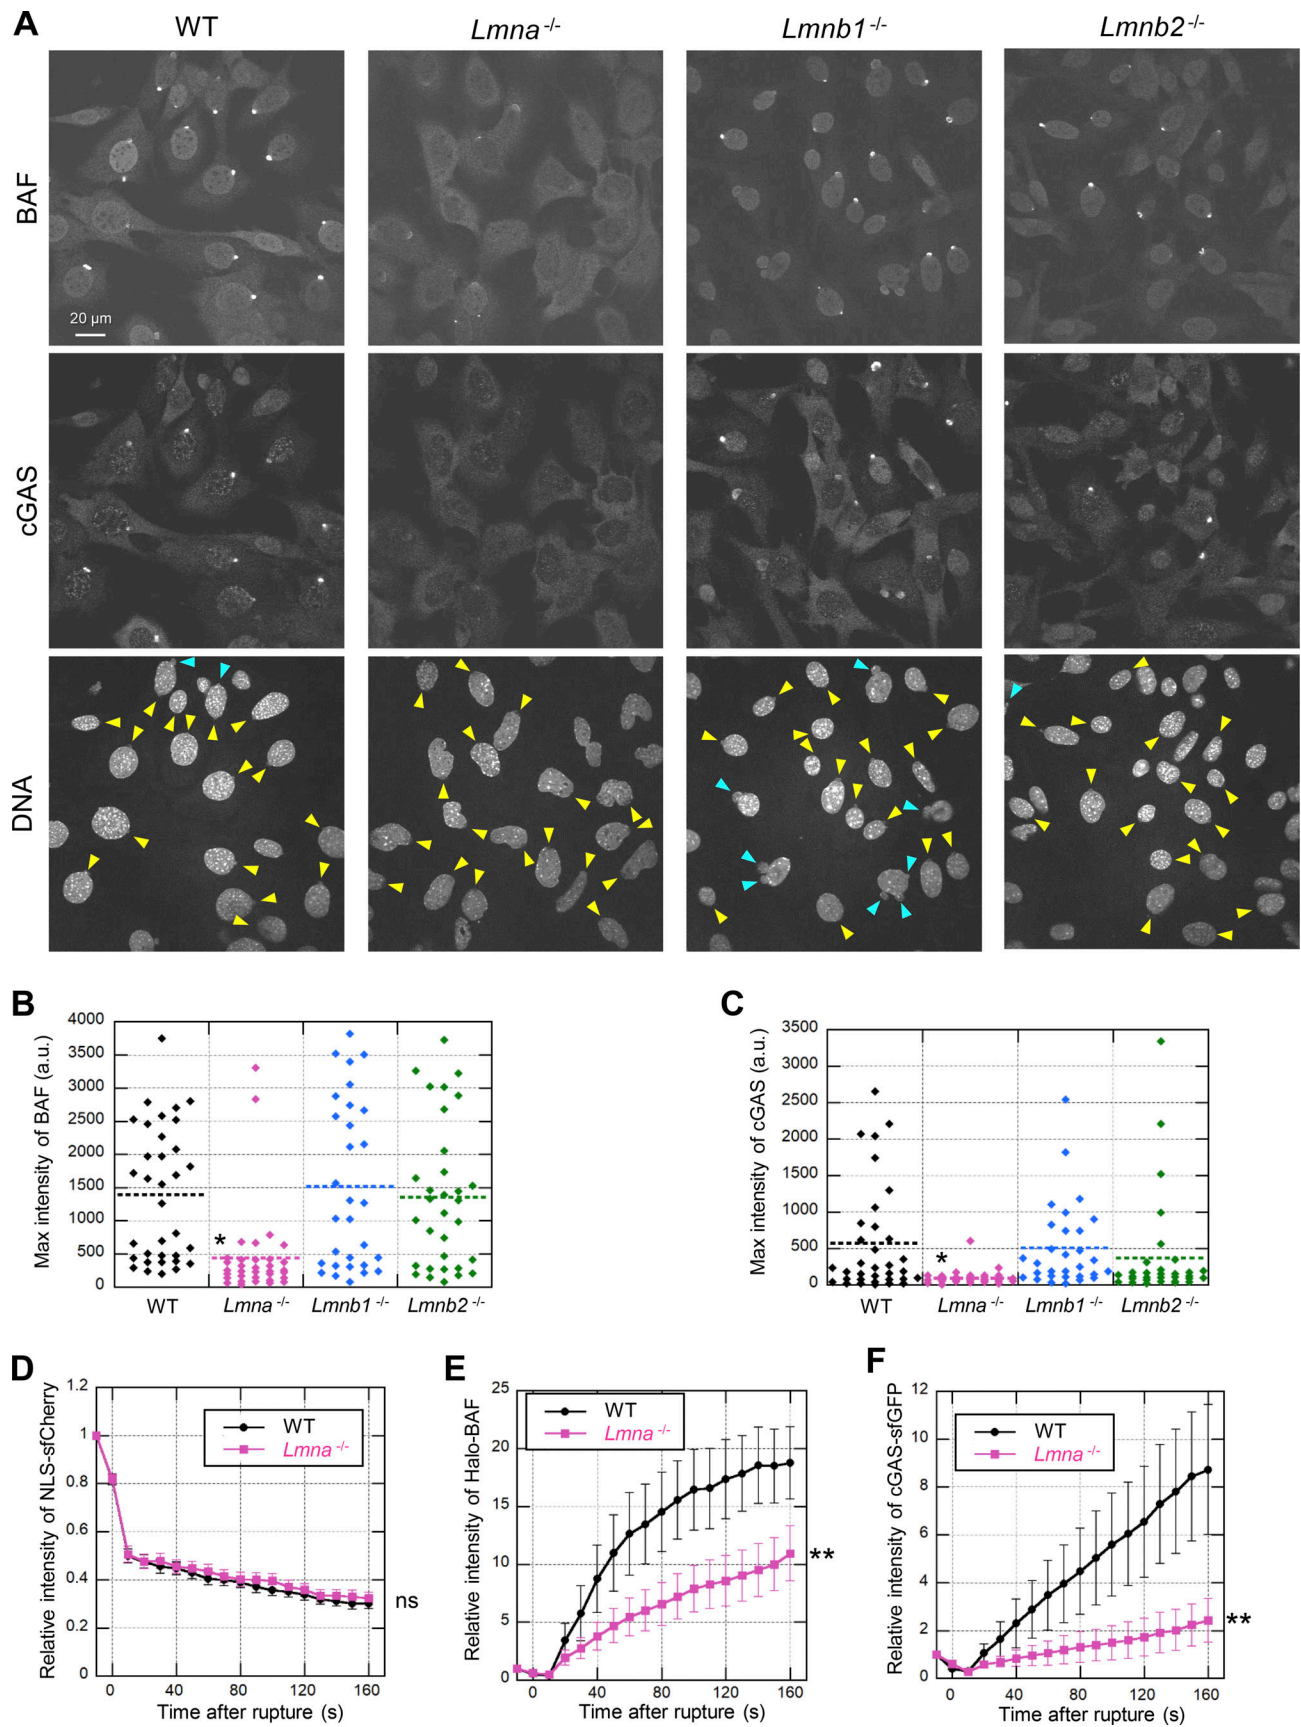 A
WT
Lmna -/-
Lmnb1 -/-
Lmnb2 -/-
BAF
20 μm
cGAS
DNA
B
Max intensity of BAF (a.u.)
4000
3500
3000
2500
2000
1500
1000
500
0
*
WT
Lmna -/-
Lmnb1 -/-
Lmnb2 -/-
C
Max intensity of cGAS (a.u.)
3500
3000
2500
2000
1500
1000
500
0
*
WT
Lmna -/-
Lmnb1 -/-
Lmnb2 -/-
D
Relative intensity of NLS-sfCherry
1.2
1
0.8
0.6
0.4
0.2
0
WT
Lmna -/-
ns
0 40 80 120 160
Time after rupture (s)
E
Relative intensity of Halo-BAF
25
20
15
10
5
0
WT
Lmna -/-
**
0 40 80 120 160
Time after rupture (s)
F
Relative intensity of cGAS-sfGFP
12
10
8
6
4
2
0
WT
Lmna -/-
**
0 40 80 120 160
Time after rupture (s)